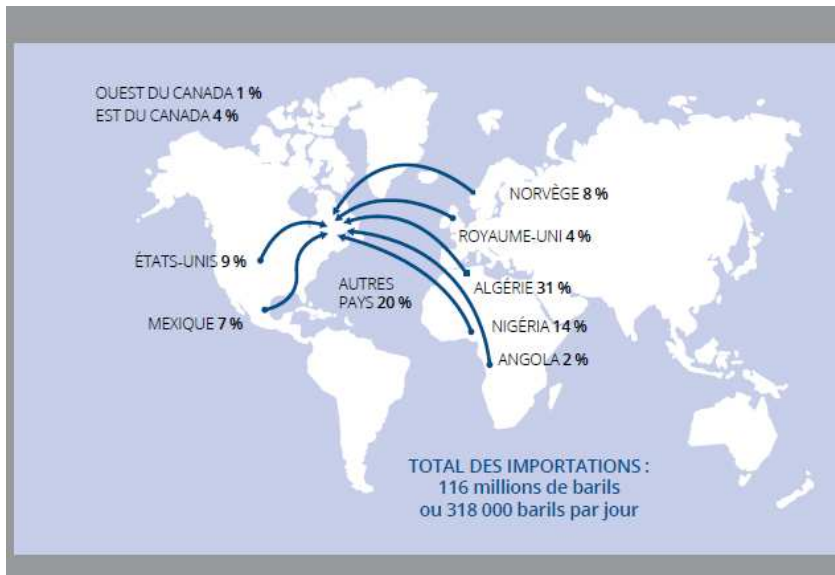 OUEST DU CANADA 1 %
EST DU CANADA 4 %
NORVÈGE 8 %
ROYAUME-UNI 4 %
ÉTATS-UNIS 9 %
AUTRES
PAYS 20 %
ALGÉRIE 31 %
MEXIQUE 7 %
NIGÉRIA 14 %
ANGOLA 2 %
TOTAL DES IMPORTATIONS :
116 millions de barils
ou 318 000 barils par jour